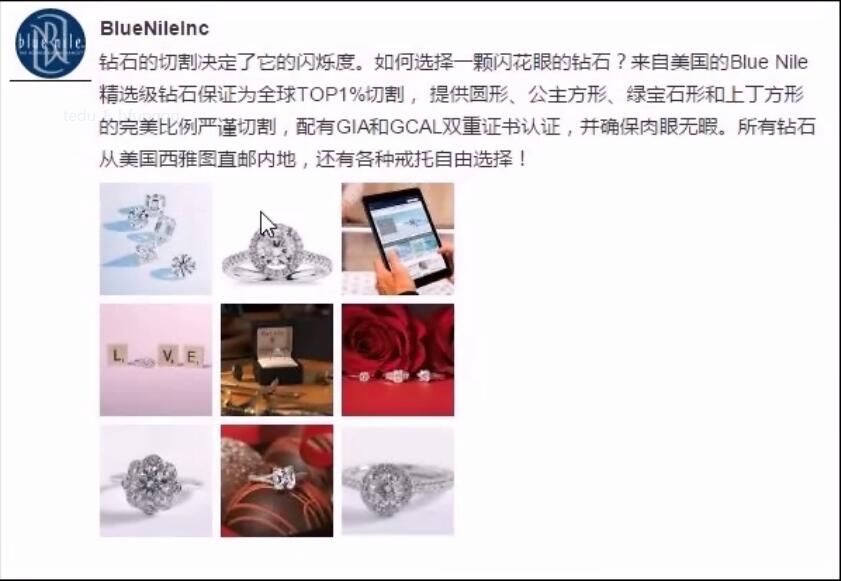 blue nile.
BlueNileInc
钻石的切割决定了它的闪烁度。如何选择一颗闪花眼的钻石？来自美国的Blue Nile
精选级钻石保证为全球TOP1%切割， 提供圆形、公主方形、绿宝石形和上丁方形
的完美比例严谨切割，配有GIA和GCAL双重证书认证，并确保肉眼无暇。所有钻石
从美国西雅图直邮内地，还有各种戒托自由选择！
L VE